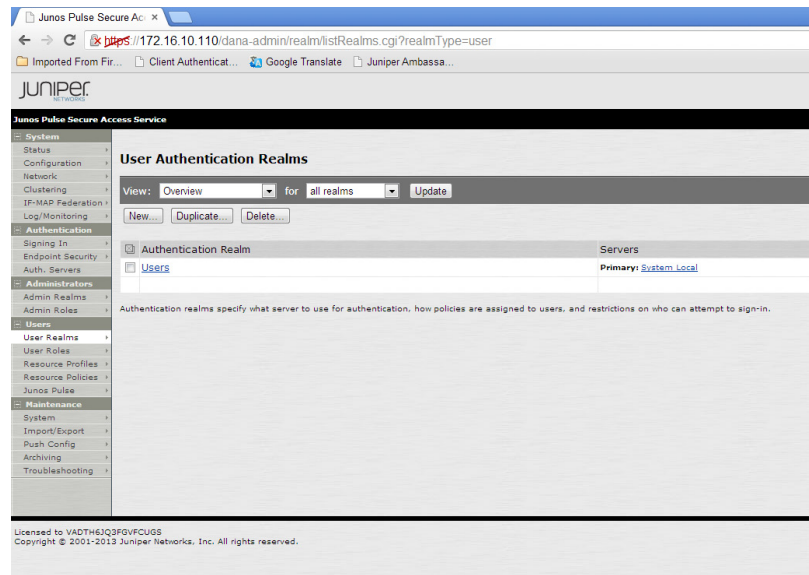 Junos Pulse Secure Ac
https://172.16.10.110/dana-admin/realm/listRealms.cgi?realmType=user
Imported From Fir... Client Authenticat... Google Translate Juniper Ambassa...
JUNIPEr
NETWORKS
Junos Pulse Secure Access Service
System
Status
Configuration
Network
Clustering
IF-MAP Federation
Log/Monitoring
Authentication
Signing In
Endpoint Security
Auth. Servers
Administrators
Admin Realms
Admin Roles
Users
User Realms
User Roles
Resource Profiles
Resource Policies
Junos Pulse
Maintenance
System
Import/Export
Push Config
Archiving
Troubleshooting
User Authentication Realms
View: Overview for all realms Update
New... Duplicate... Delete...
Authentication Realm Servers
Users Primary: System Local
Authentication realms specify what server to use for authentication, how policies are assigned to users, and restrictions on who can attempt to sign-in.
Licensed to VADTH6JQ3FGVFCUGS
Copyright © 2001-2013 Juniper Networks, Inc. All rights reserved.